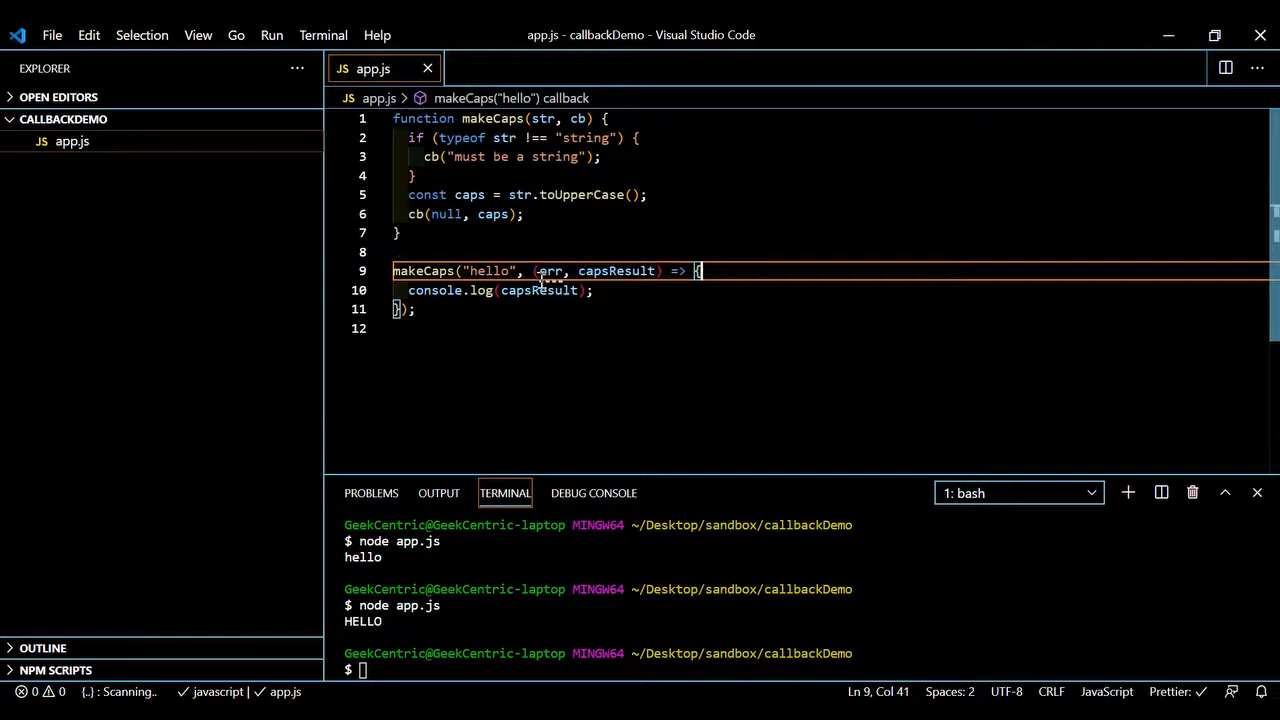 File Edit Selection View Go Run Terminal Help app.js - callbackDemo - Visual Studio Code
EXPLORER
OPEN EDITORS
CALLBACKDEMO
JS app.js
JS app.js
JS app.js > makeCaps("hello") callback
1 function makeCaps(str, cb) {
2 if (typeof str !== "string") {
3 cb("must be a string");
4 }
5 const caps = str.toUpperCase();
6 cb(null, caps);
7 }
8
9 makeCaps("hello", (err, capsResult) => {
10 console.log(capsResult);
11 });
12
PROBLEMS OUTPUT TERMINAL DEBUG CONSOLE 1: bash
GeekCentric@GeekCentric-laptop MINGW64 ~/Desktop/sandbox/callbackDemo
$ node app.js
hello
GeekCentric@GeekCentric-laptop MINGW64 ~/Desktop/sandbox/callbackDemo
$ node app.js
HELLO
GeekCentric@GeekCentric-laptop MINGW64 ~/Desktop/sandbox/callbackDemo
$
OUTLINE
NPM SCRIPTS
0 0 {..} : Scanning.. javascript | app.js Ln 9, Col 41 Spaces: 2 UTF-8 CRLF JavaScript Prettier: